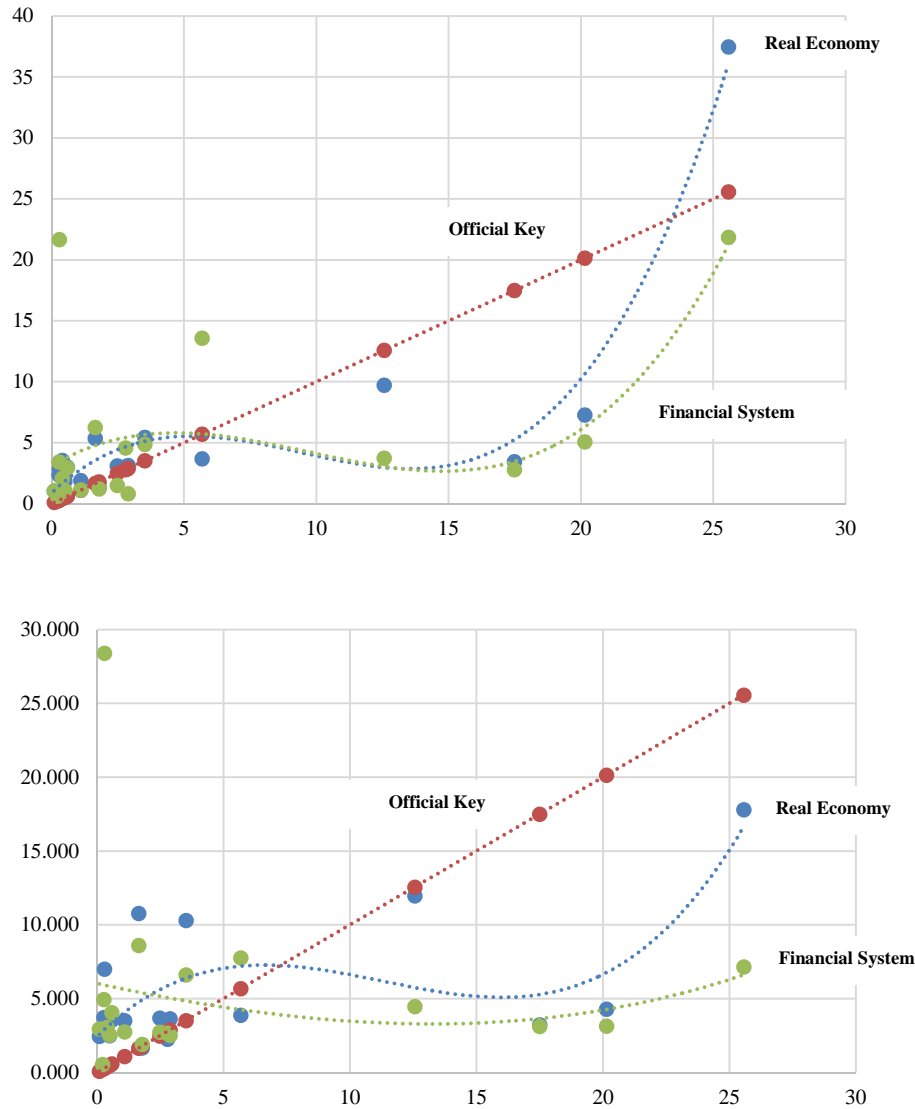 40
Real Economy
35
30
25
Official Key
20
15
10
Financial System
5
0
0 5 10 15 20 25 30
30.000
25.000
20.000
Official Key
Real Economy
15.000
10.000
Financial System
5.000
0.000
0 5 10 15 20 25 30